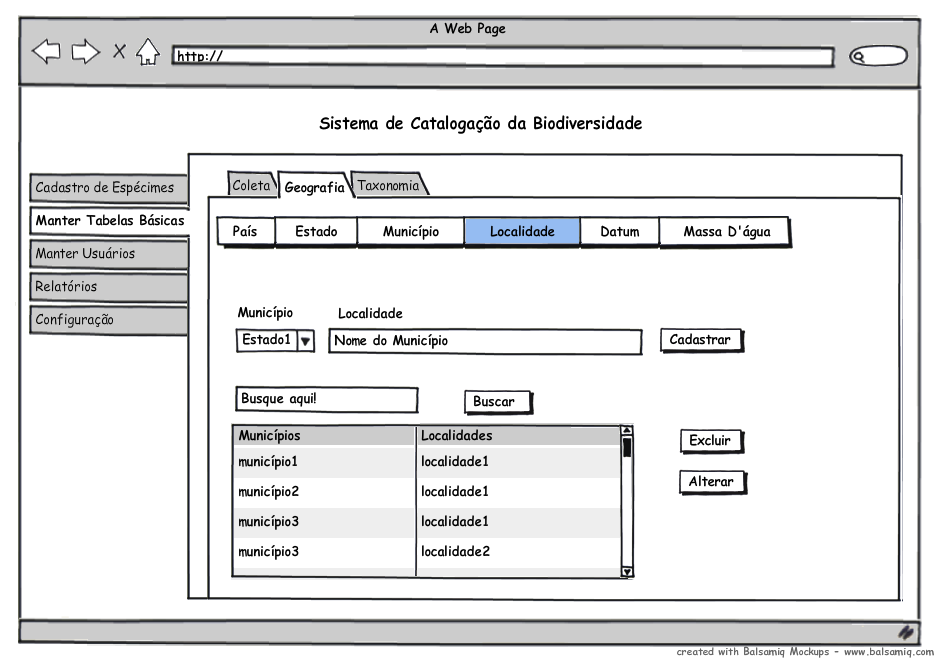 A Web Page
http://
Sistema de Catalogação da Biodiversidade
Cadastro de Espécimes
Manter Tabelas Básicas
Manter Usuários
Relatórios
Configuração
Coleta Geografia Taxonomia
País Estado Município Localidade Damtum Massa D'água
Município Localidade
Estado1 Nome do Município Cadastrar
Busque aqui! Buscar
Municípios Localidades
município1 localidade1
município2 localidade1
município3 localidade1
município3 localidade2
Excluir
Alterar
created with Balsamiq Mockups - www.balsamiq.com